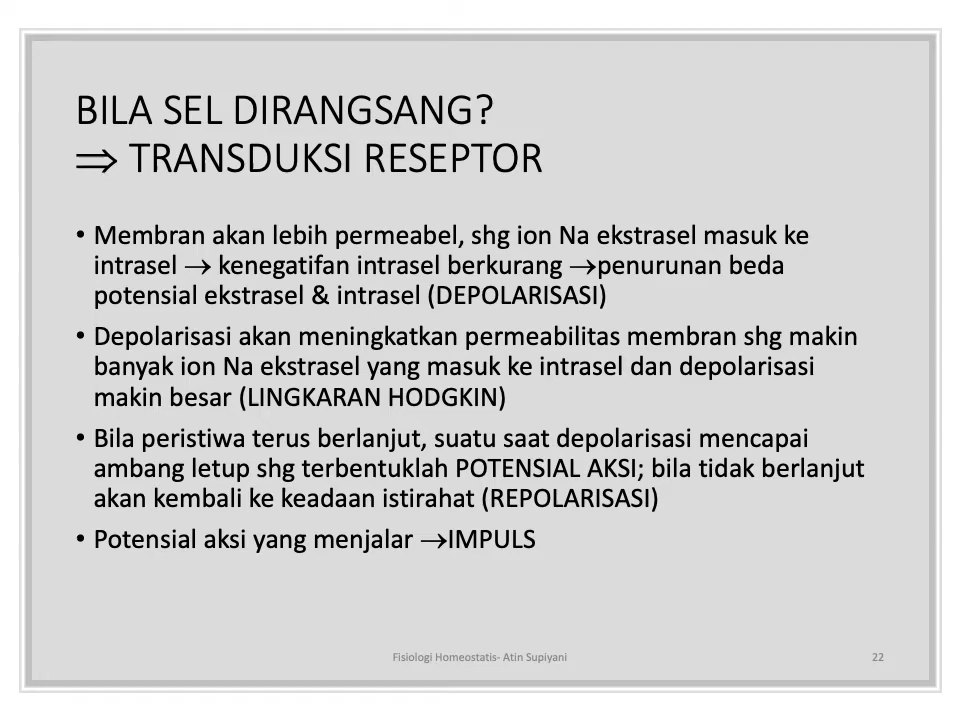 BILA SEL DIRANGSANG?
⇒ TRANSDUKSI RESEPTOR
• Membran akan lebih permeabel, shg ion Na ekstrasel masuk ke
intrasel → kenegatifan intrasel berkurang →penurunan beda
potensial ekstrasel & intrasel (DEPOLARISASI)
• Depolarisasi akan meningkatkan permeabilitas membran shg makin
banyak ion Na ekstrasel yang masuk ke intrasel dan depolarisasi
makin besar (LINGKARAN HODGKIN)
• Bila peristiwa terus berlanjut, suatu saat depolarisasi mencapai
ambang letup shg terbentuklah POTENSIAL AKSI; bila tidak berlanjut
akan kembali ke keadaan istirahat (REPOLARISASI)
• Potensial aksi yang menjalar →IMPULS
Fisiologi Homeostatis- Atin Supiyani
22